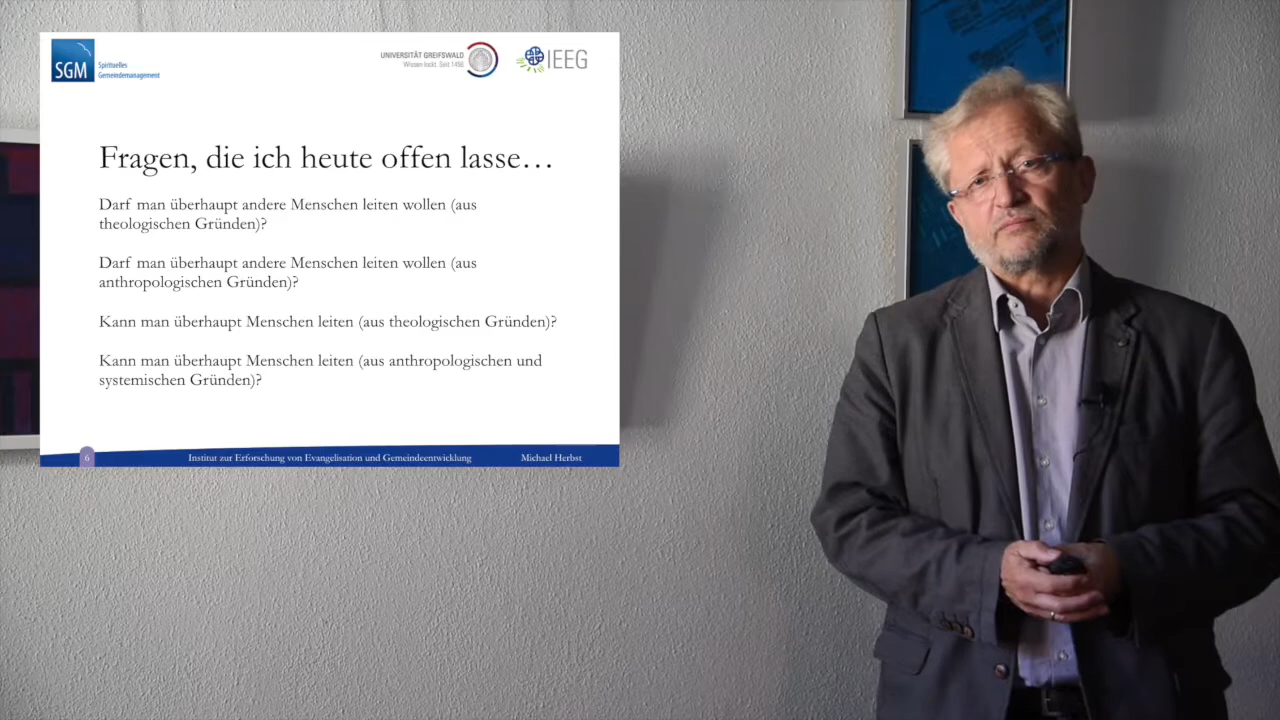 SGM
Spirituelles
Gemeindemanagement
UNIVERSITÄT GREIFSWALD
Wissen lockt. Seit 1456
IEEG
Fragen, die ich heute offen lasse…
Darf man überhaupt andere Menschen leiten wollen (aus
theologischen Gründen)?
Darf man überhaupt andere Menschen leiten wollen (aus
anthropologischen Gründen)?
Kann man überhaupt Menschen leiten (aus theologischen Gründen)?
Kann man überhaupt Menschen leiten (aus anthropologischen und
systemischen Gründen)?
6
Institut zur Erforschung von Evangelisation und Gemeindeentwicklung
Michael Herbst